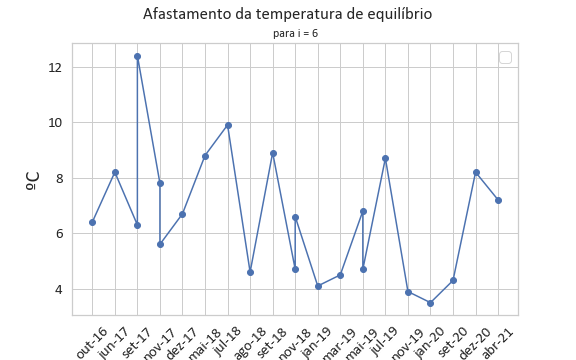 Afastamento da temperatura de equilíbrio
para i = 6
12
10
8
6
4
ºC
out-16
jun-17
set-17
nov-17
dez-17
mai-18
jul-18
ago-18
set-18
nov-18
jan-19
mar-19
mai-19
jul-19
nov-19
jan-20
set-20
dez-20
abr-21